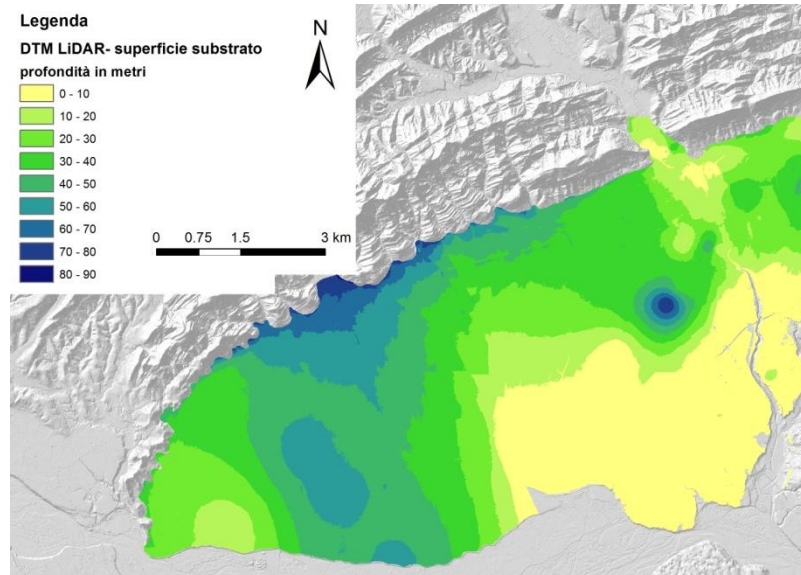 Legenda
DTM LiDAR- superficie substrato
profondità in metri
0 - 10
10 - 20
20 - 30
30 - 40
40 - 50
50 - 60
60 - 70
70 - 80
80 - 90
N
0 0.75 1.5 3 km